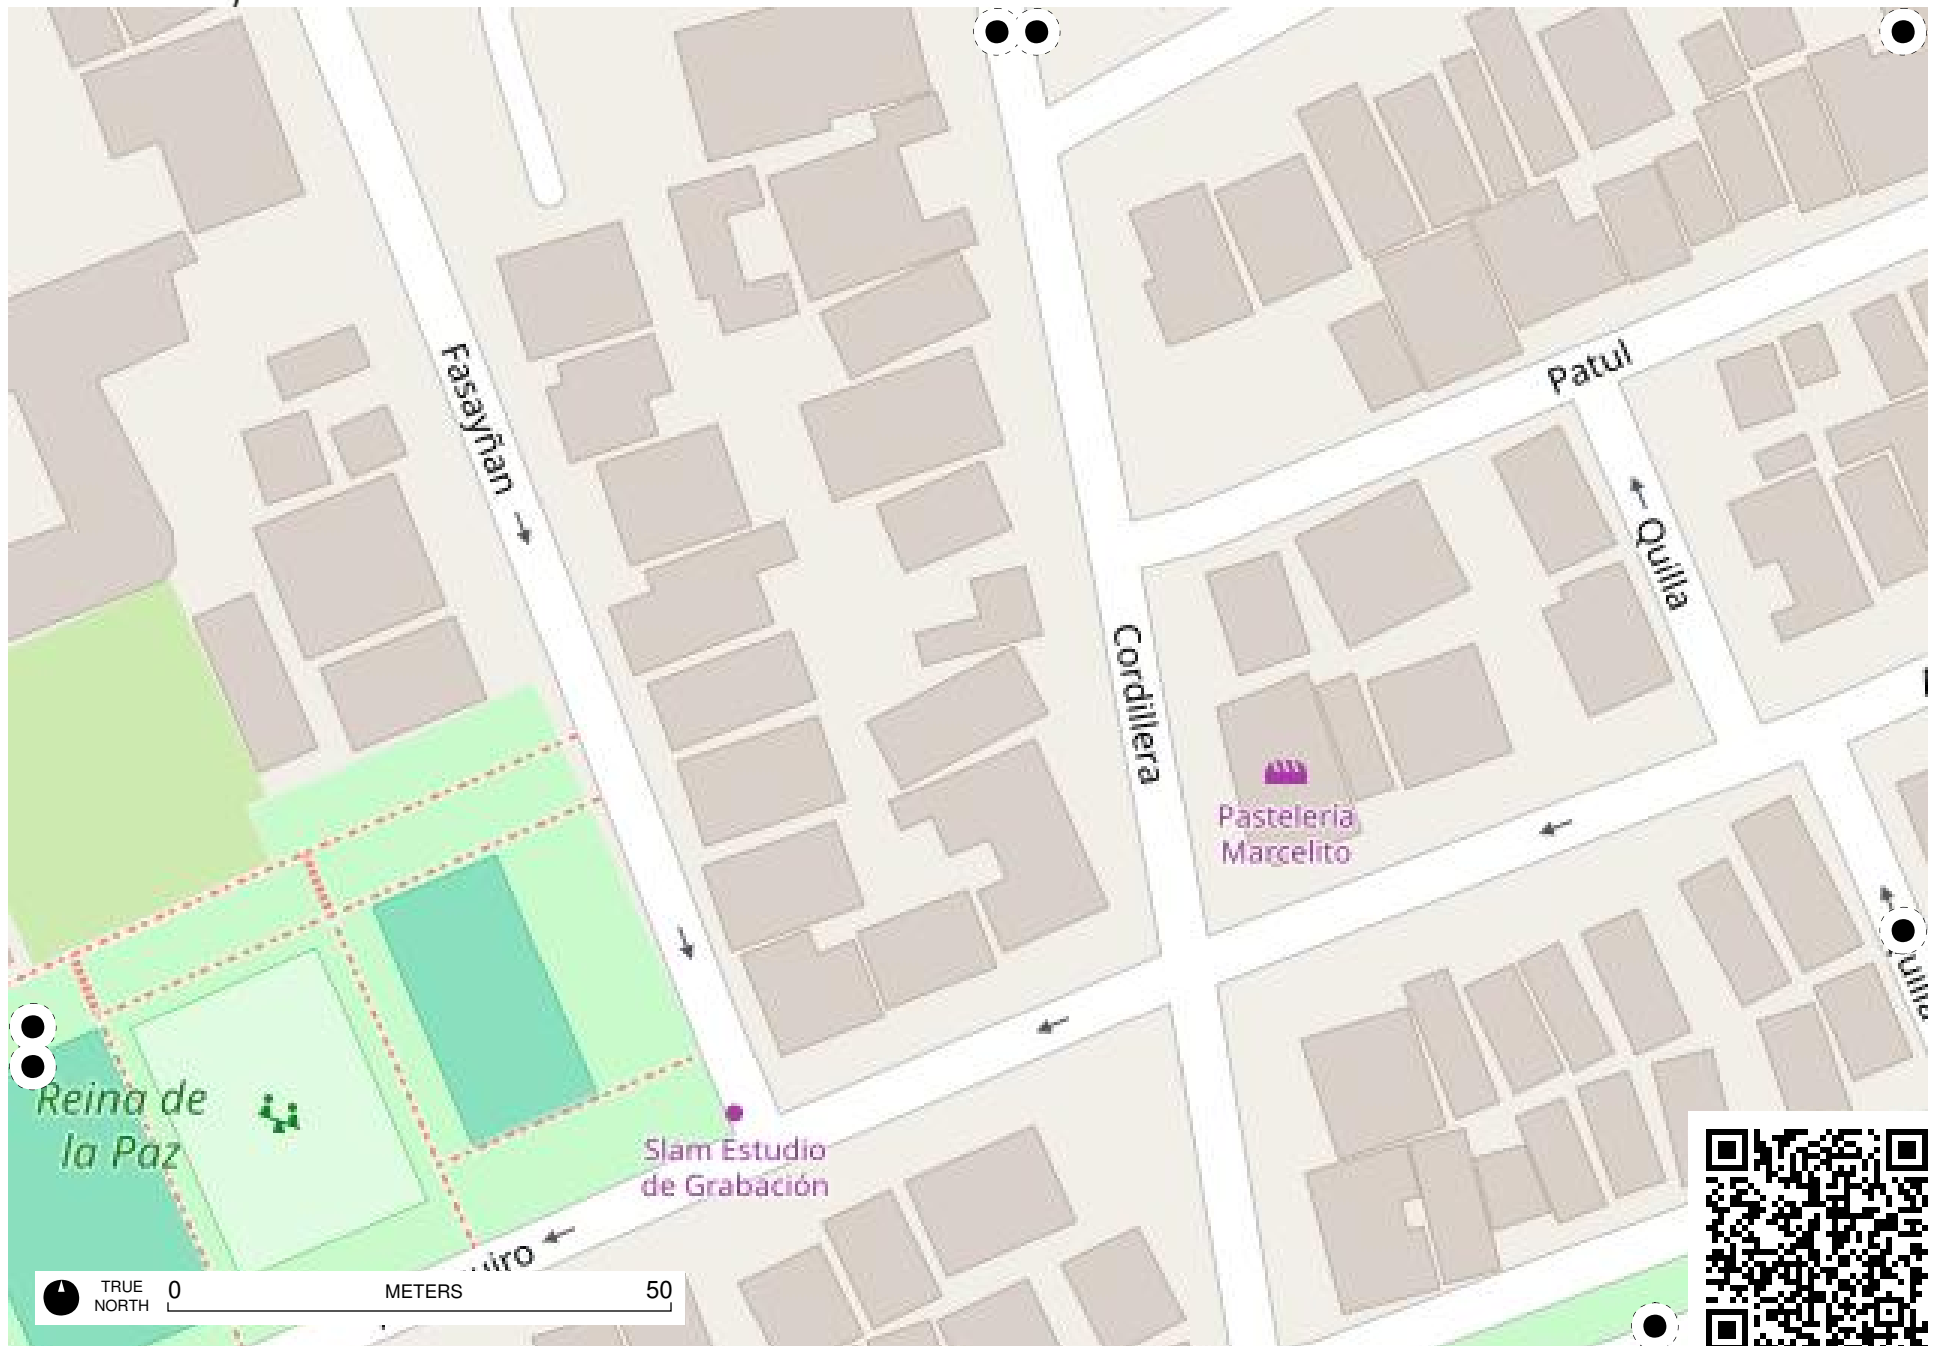 Patul
Fasayñan
Quilla
Cordillera
Pastelería
Marcelito
Reina de
la Paz
Slam Estudio
de Grabación
TRUE
NORTH
0
METERS
50